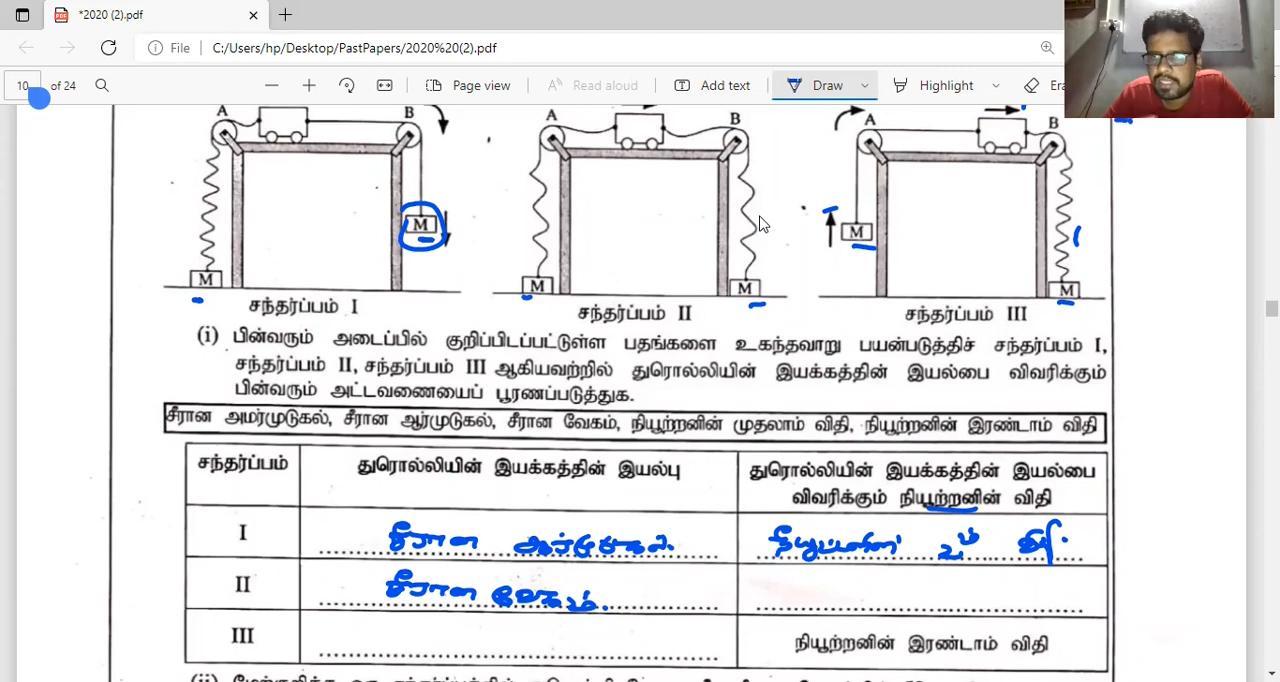 *2020 (2).pdf
File C:/Users/hp/Desktop/PastPapers/2020%20(2).pdf
10 of 24 Page view Read aloud Add text Draw Highlight Era
A B A B A B
M M M M M M
சந்தர்ப்பம் I சந்தர்ப்பம் II சந்தர்ப்பம் III
(i) பின்வரும் அடைப்பில் குறிப்பிடப்பட்டுள்ள பதங்களை உகந்தவாறு பயன்படுத்திச் சந்தர்ப்பம் I,
சந்தர்ப்பம் II, சந்தர்ப்பம் III ஆகியவற்றில் துரொல்லியின் இயக்கத்தின் இயல்பை விவரிக்கும்
பின்வரும் அட்டவணையைப் பூரணப்படுத்துக.
சீரான அமர்முடுகல், சீரான ஆர்முடுகல், சீரான வேகம், நியூற்றனின் முதலாம் விதி, நியூற்றனின் இரண்டாம் விதி
சந்தர்ப்பம் துரொல்லியின் இயக்கத்தின் இயல்பு துரொல்லியின் இயக்கத்தின் இயல்பை
விவரிக்கும் நியூற்றனின் விதி
I சீரான ஆர்முடுகல். நியூட்டனின் 2ம் விதி.
II சீரான வேகம்.
III நியூற்றனின் இரண்டாம் விதி